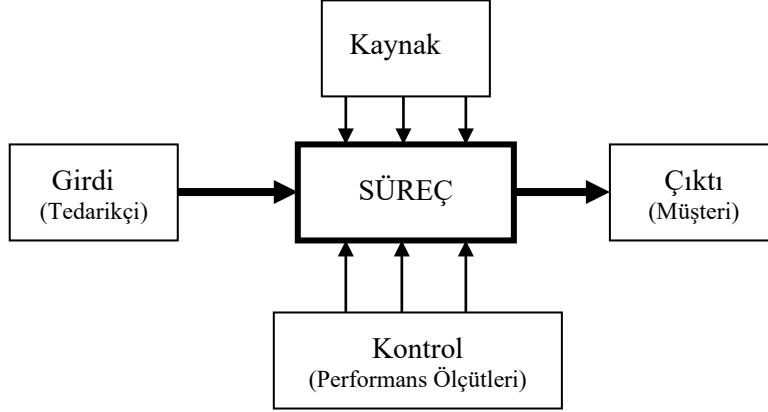 Kaynak
Girdi
(Tedarikçi)
SÜREÇ
Çıktı
(Müşteri)
Kontrol
(Performans Ölçütleri)